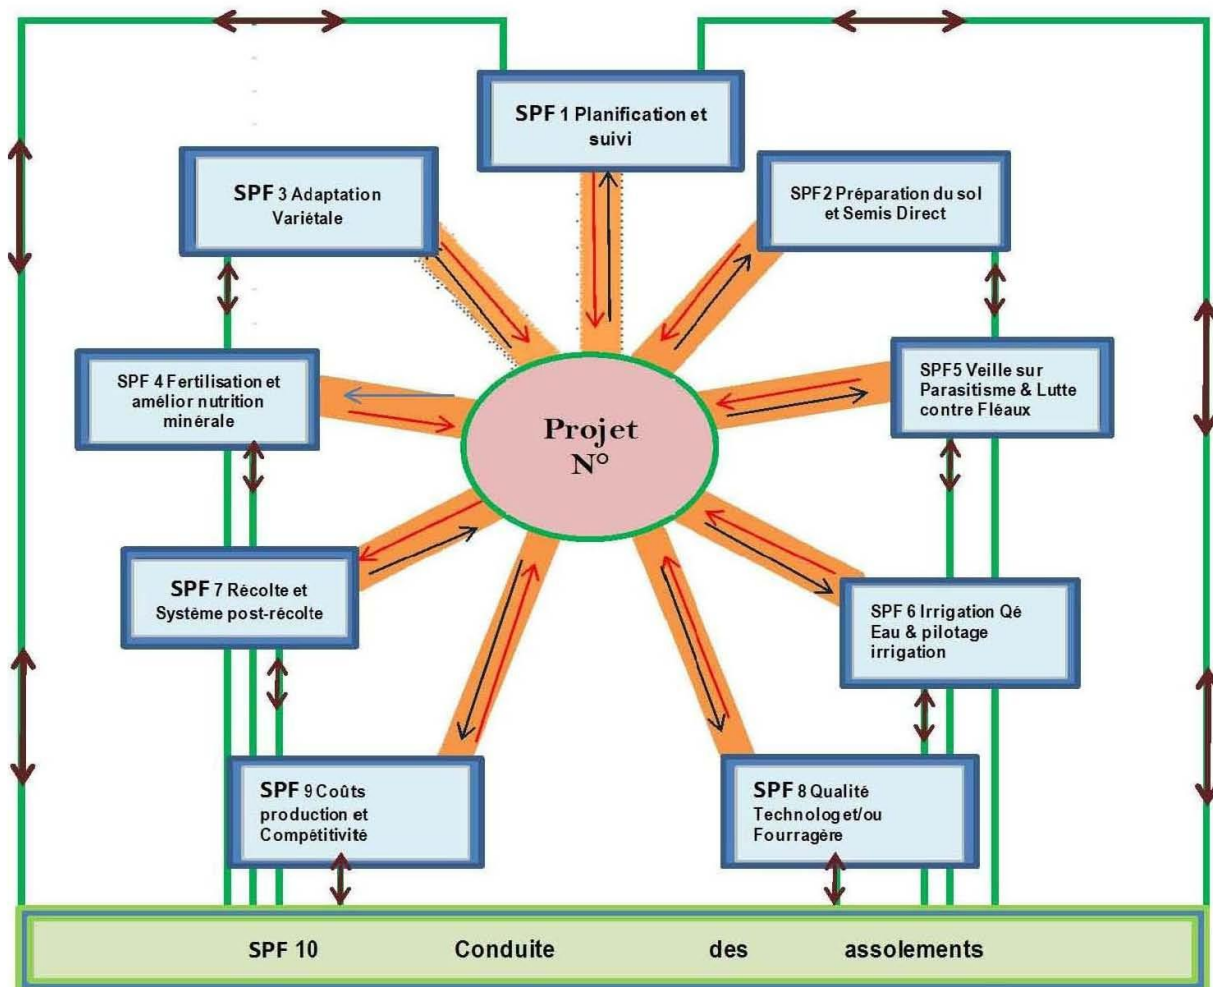 SPF 1 Planification et
suivi
SPF 3 Adaptation
Variétale
SPF2 Préparation du sol
et Semis Direct
SPF 4 Fertilisation et
amélior nutrition
minérale
SPF5 Veille sur
Parasitisme & Lutte
contre Fléaux
Projet
N°
SPF 7 Récolte et
Système post-récolte
SPF 6 Irrigation Qé
Eau & pilotage
irrigation
SPF 9 Coûts
production et
Compétitivité
SPF 8 Qualité
Technologet/ou
Fourragère
SPF 10 Conduite des assolements